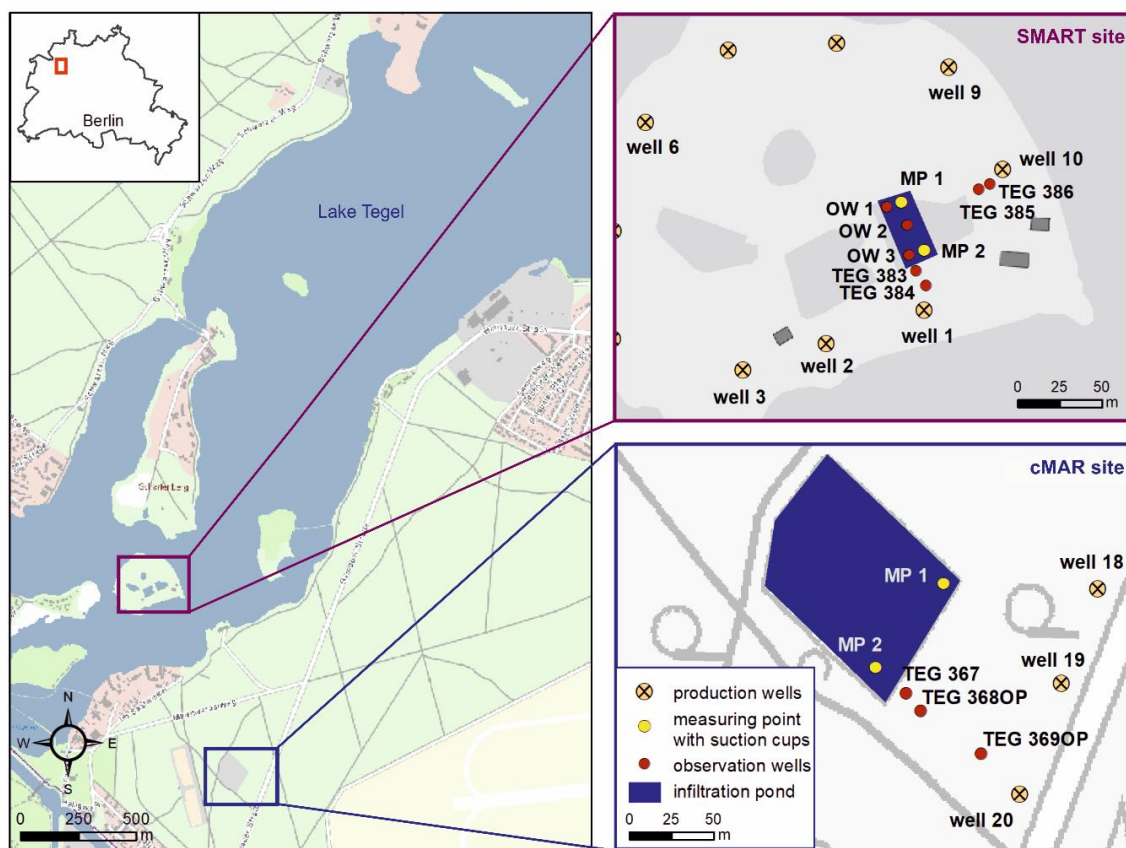 Berlin
Lake Tegel
Scharfenberg
N
W
E
S
0 250 500
m
SMART site
well 9
well 6
well 10
MP 1
TEG 386
TEG 385
OW 1
OW 2
OW 3
MP 2
TEG 383
TEG 384
well 1
well 2
well 3
0 25 50
m
cMAR site
well 18
MP 1
MP 2
well 19
TEG 367
TEG 368OP
TEG 369OP
well 20
production wells
measuring point
with suction cups
observation wells
infiltration pond
0 25 50
m